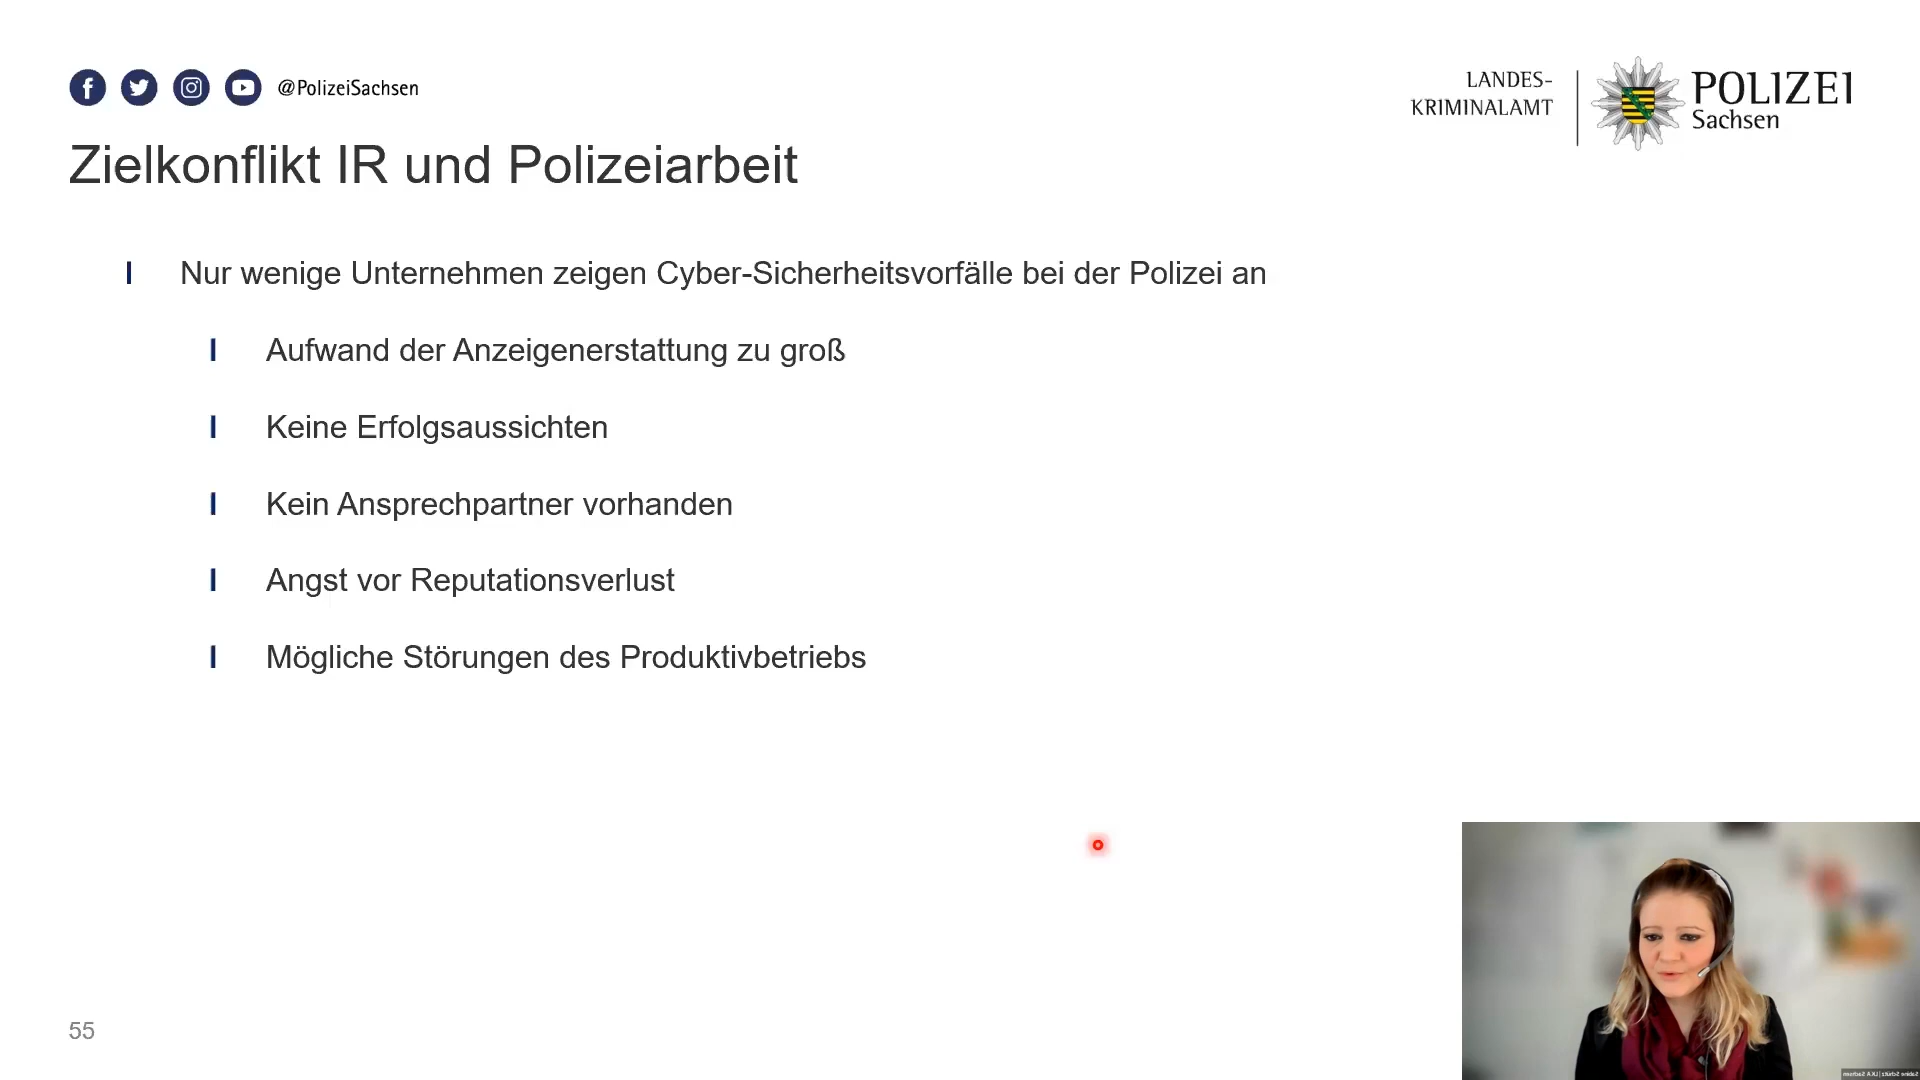 @PolizeiSachsen
LANDES-
KRIMINALAMT
POLIZEI
Sachsen
Zielkonflikt IR und Polizeiarbeit
Nur wenige Unternehmen zeigen Cyber-Sicherheitsvorfälle bei der Polizei an
Aufwand der Anzeigenerstattung zu groß
Keine Erfolgsaussichten
Kein Ansprechpartner vorhanden
Angst vor Reputationsverlust
Mögliche Störungen des Produktivbetriebs
55